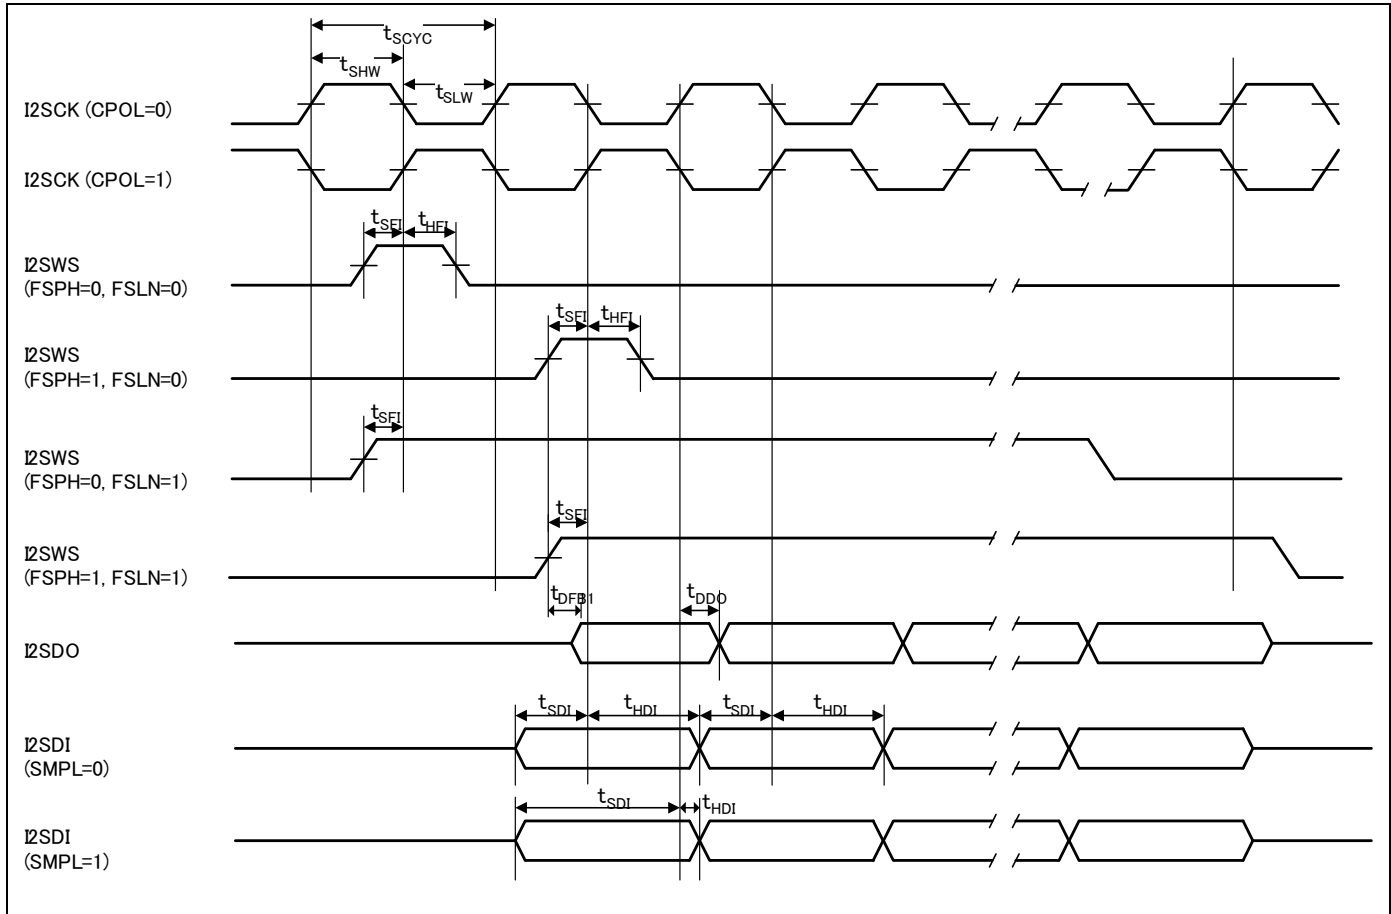 tSCYC
tSHW
tSLW
I2SCK (CPOL=0)
I2SCK (CPOL=1)
tSFI tHFI
I2SWS
(FSPH=0, FSLN=0)
tSFI tHFI
I2SWS
(FSPH=1, FSLN=0)
tSFI
I2SWS
(FSPH=0, FSLN=1)
tSFI
I2SWS
(FSPH=1, FSLN=1)
tDFB1 tDDO
I2SDO
tSDI tHDI tSDI tHDI
I2SDI
(SMPL=0)
tSDI tHDI
I2SDI
(SMPL=1)